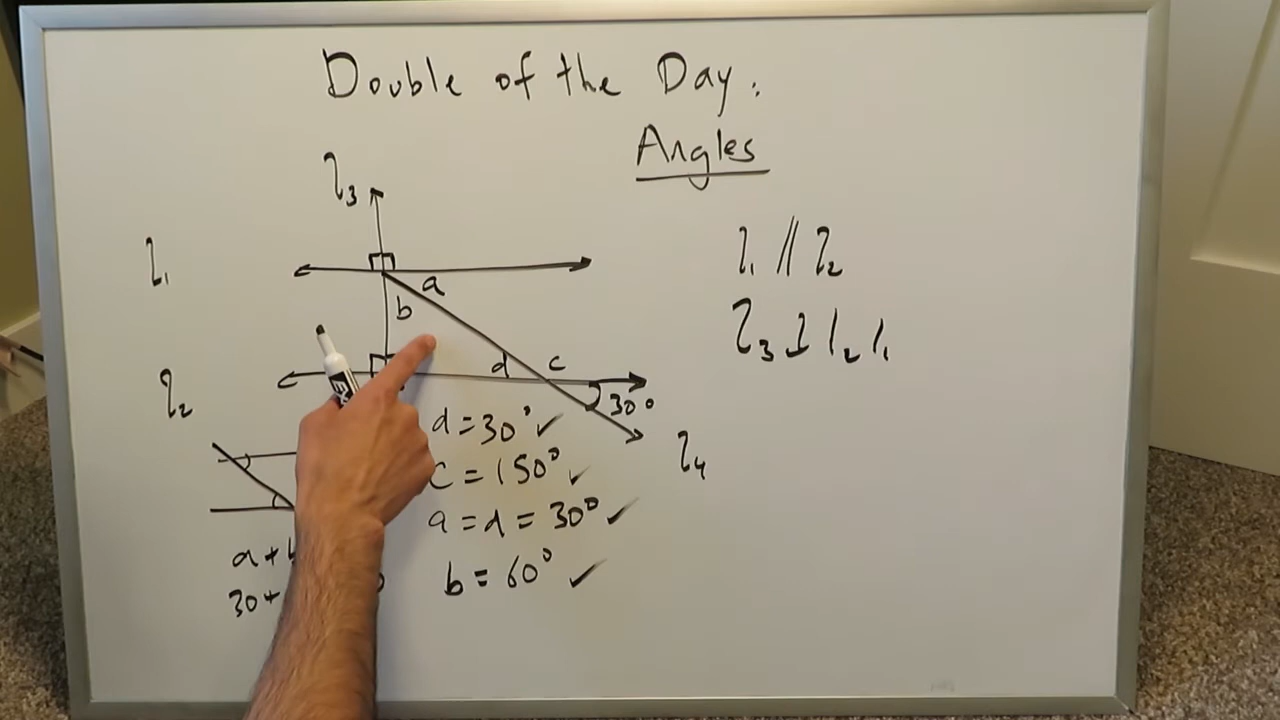 Double of the Day:
Angles
l3
l1
a
b
l1 // l2
l3 ⊥ l2 l1
d c
l2
30°
l4
d = 30° ✓
c = 150° ✓
a = d = 30° ✓
b = 60° ✓
a +
30 +